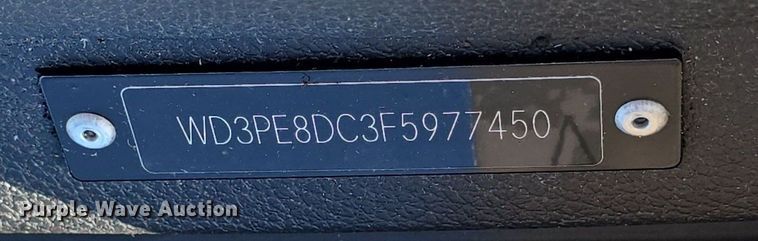 WD3PE8DC3F5977450
Purple Wave Auction